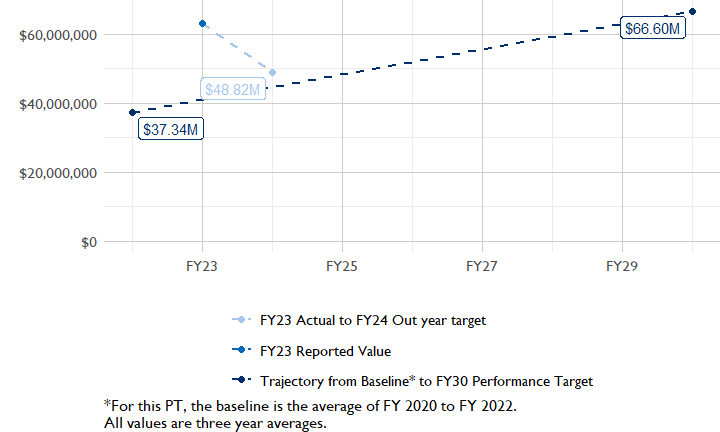 $60,000,000
$66.60M
$48.82M
$40,000,000
$37.34M
$20,000,000
$0
FY23 FY25 FY27 FY29
FY23 Actual to FY24 Out year target
FY23 Reported Value
Trajectory from Baseline* to FY30 Performance Target
*For this PT, the baseline is the average of FY 2020 to FY 2022.
All values are three year averages.